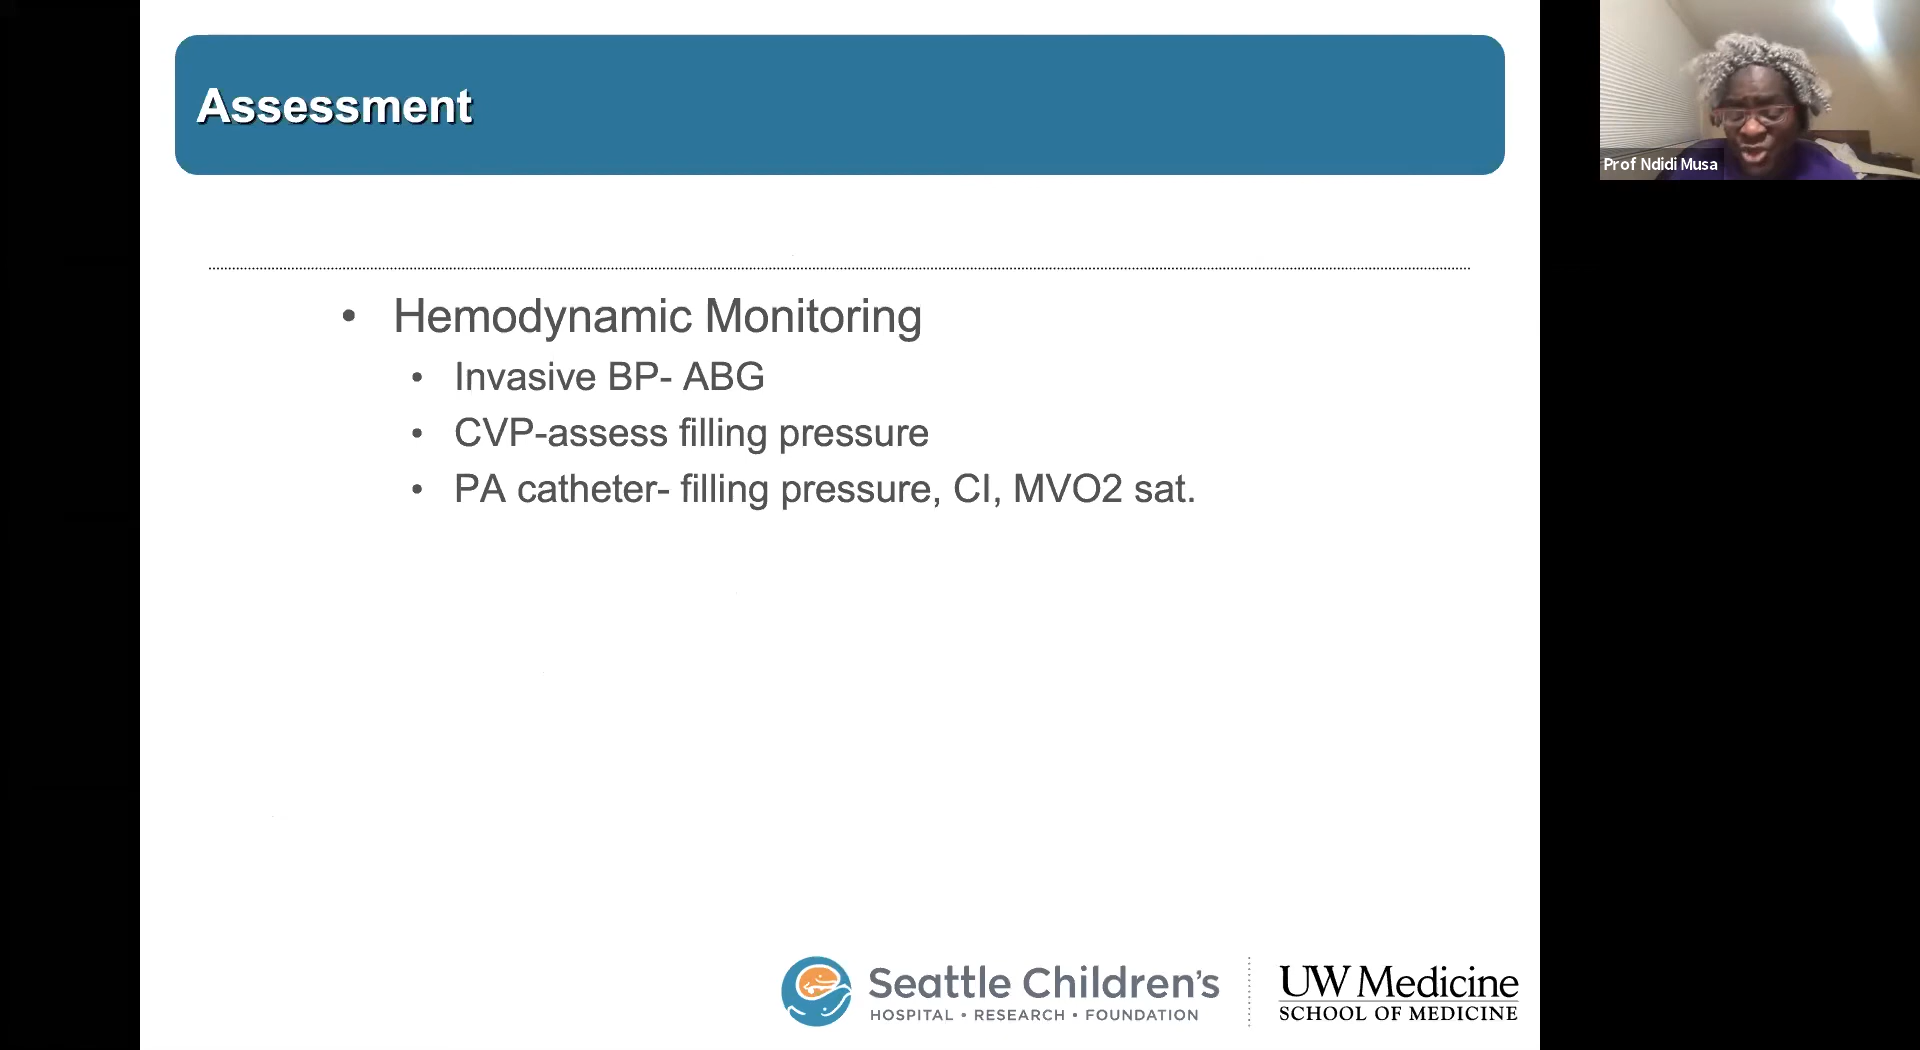 Assessment
Prof Ndidi Musa
• Hemodynamic Monitoring
• Invasive BP- ABG
• CVP-assess filling pressure
• PA catheter- filling pressure, CI, MVO2 sat.
Seattle Children's
HOSPITAL • RESEARCH • FOUNDATION
UW Medicine
SCHOOL OF MEDICINE